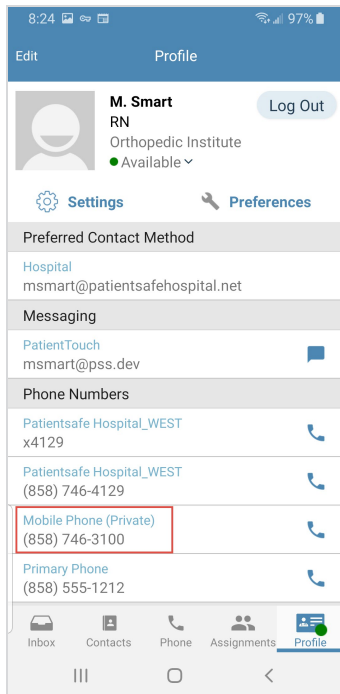 8:24 97%
Edit Profile
M. Smart
RN
Log Out
Orthopedic Institute
Available
Settings Preferences
Preferred Contact Method
Hospital
msmart@patientsafehospital.net
Messaging
PatientTouch
msmart@pss.dev
Phone Numbers
Patientsafe Hospital_WEST
x4129
Patientsafe Hospital_WEST
(858) 746-4129
Mobile Phone (Private)
(858) 746-3100
Primary Phone
(858) 555-1212
Inbox Contacts Phone Assignments Profile